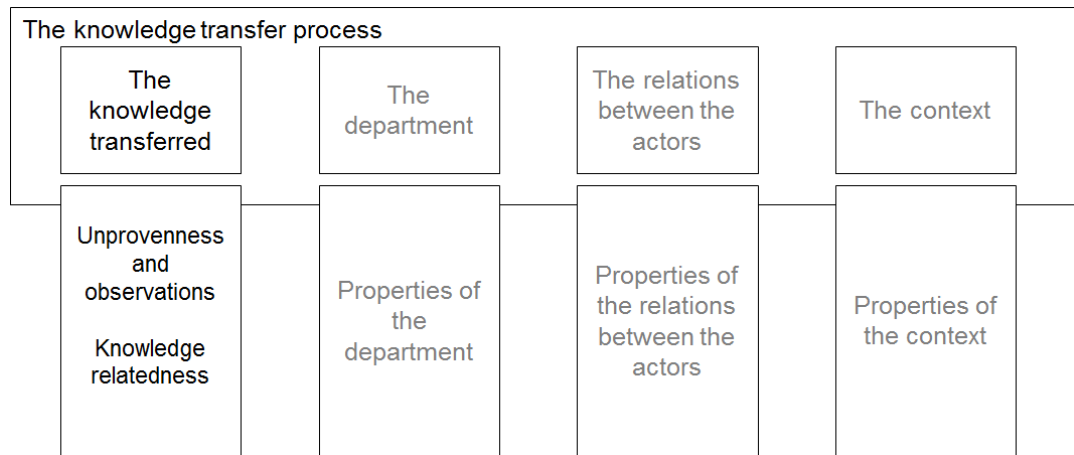 The knowledge transfer process
The
knowledge
transferred
The
department
The relations
between the
actors
The context
Unprovenness
and
observations
Knowledge
relatedness
Properties of
the
department
Properties of
the relations
between the
actors
Properties of
the context